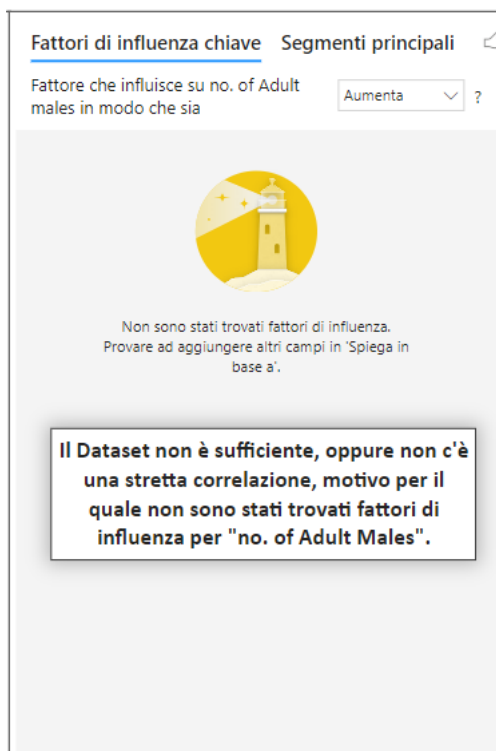 Fattori di influenza chiave Segmenti principali
Fattore che influisce su no. of Adult
males in modo che sia
Aumenta ?
Non sono stati trovati fattori di influenza.
Provare ad aggiungere altri campi in 'Spiega in
base a'.
Il Dataset non è sufficiente, oppure non c'è
una stretta correlazione, motivo per il
quale non sono stati trovati fattori di
influenza per "no. of Adult Males".